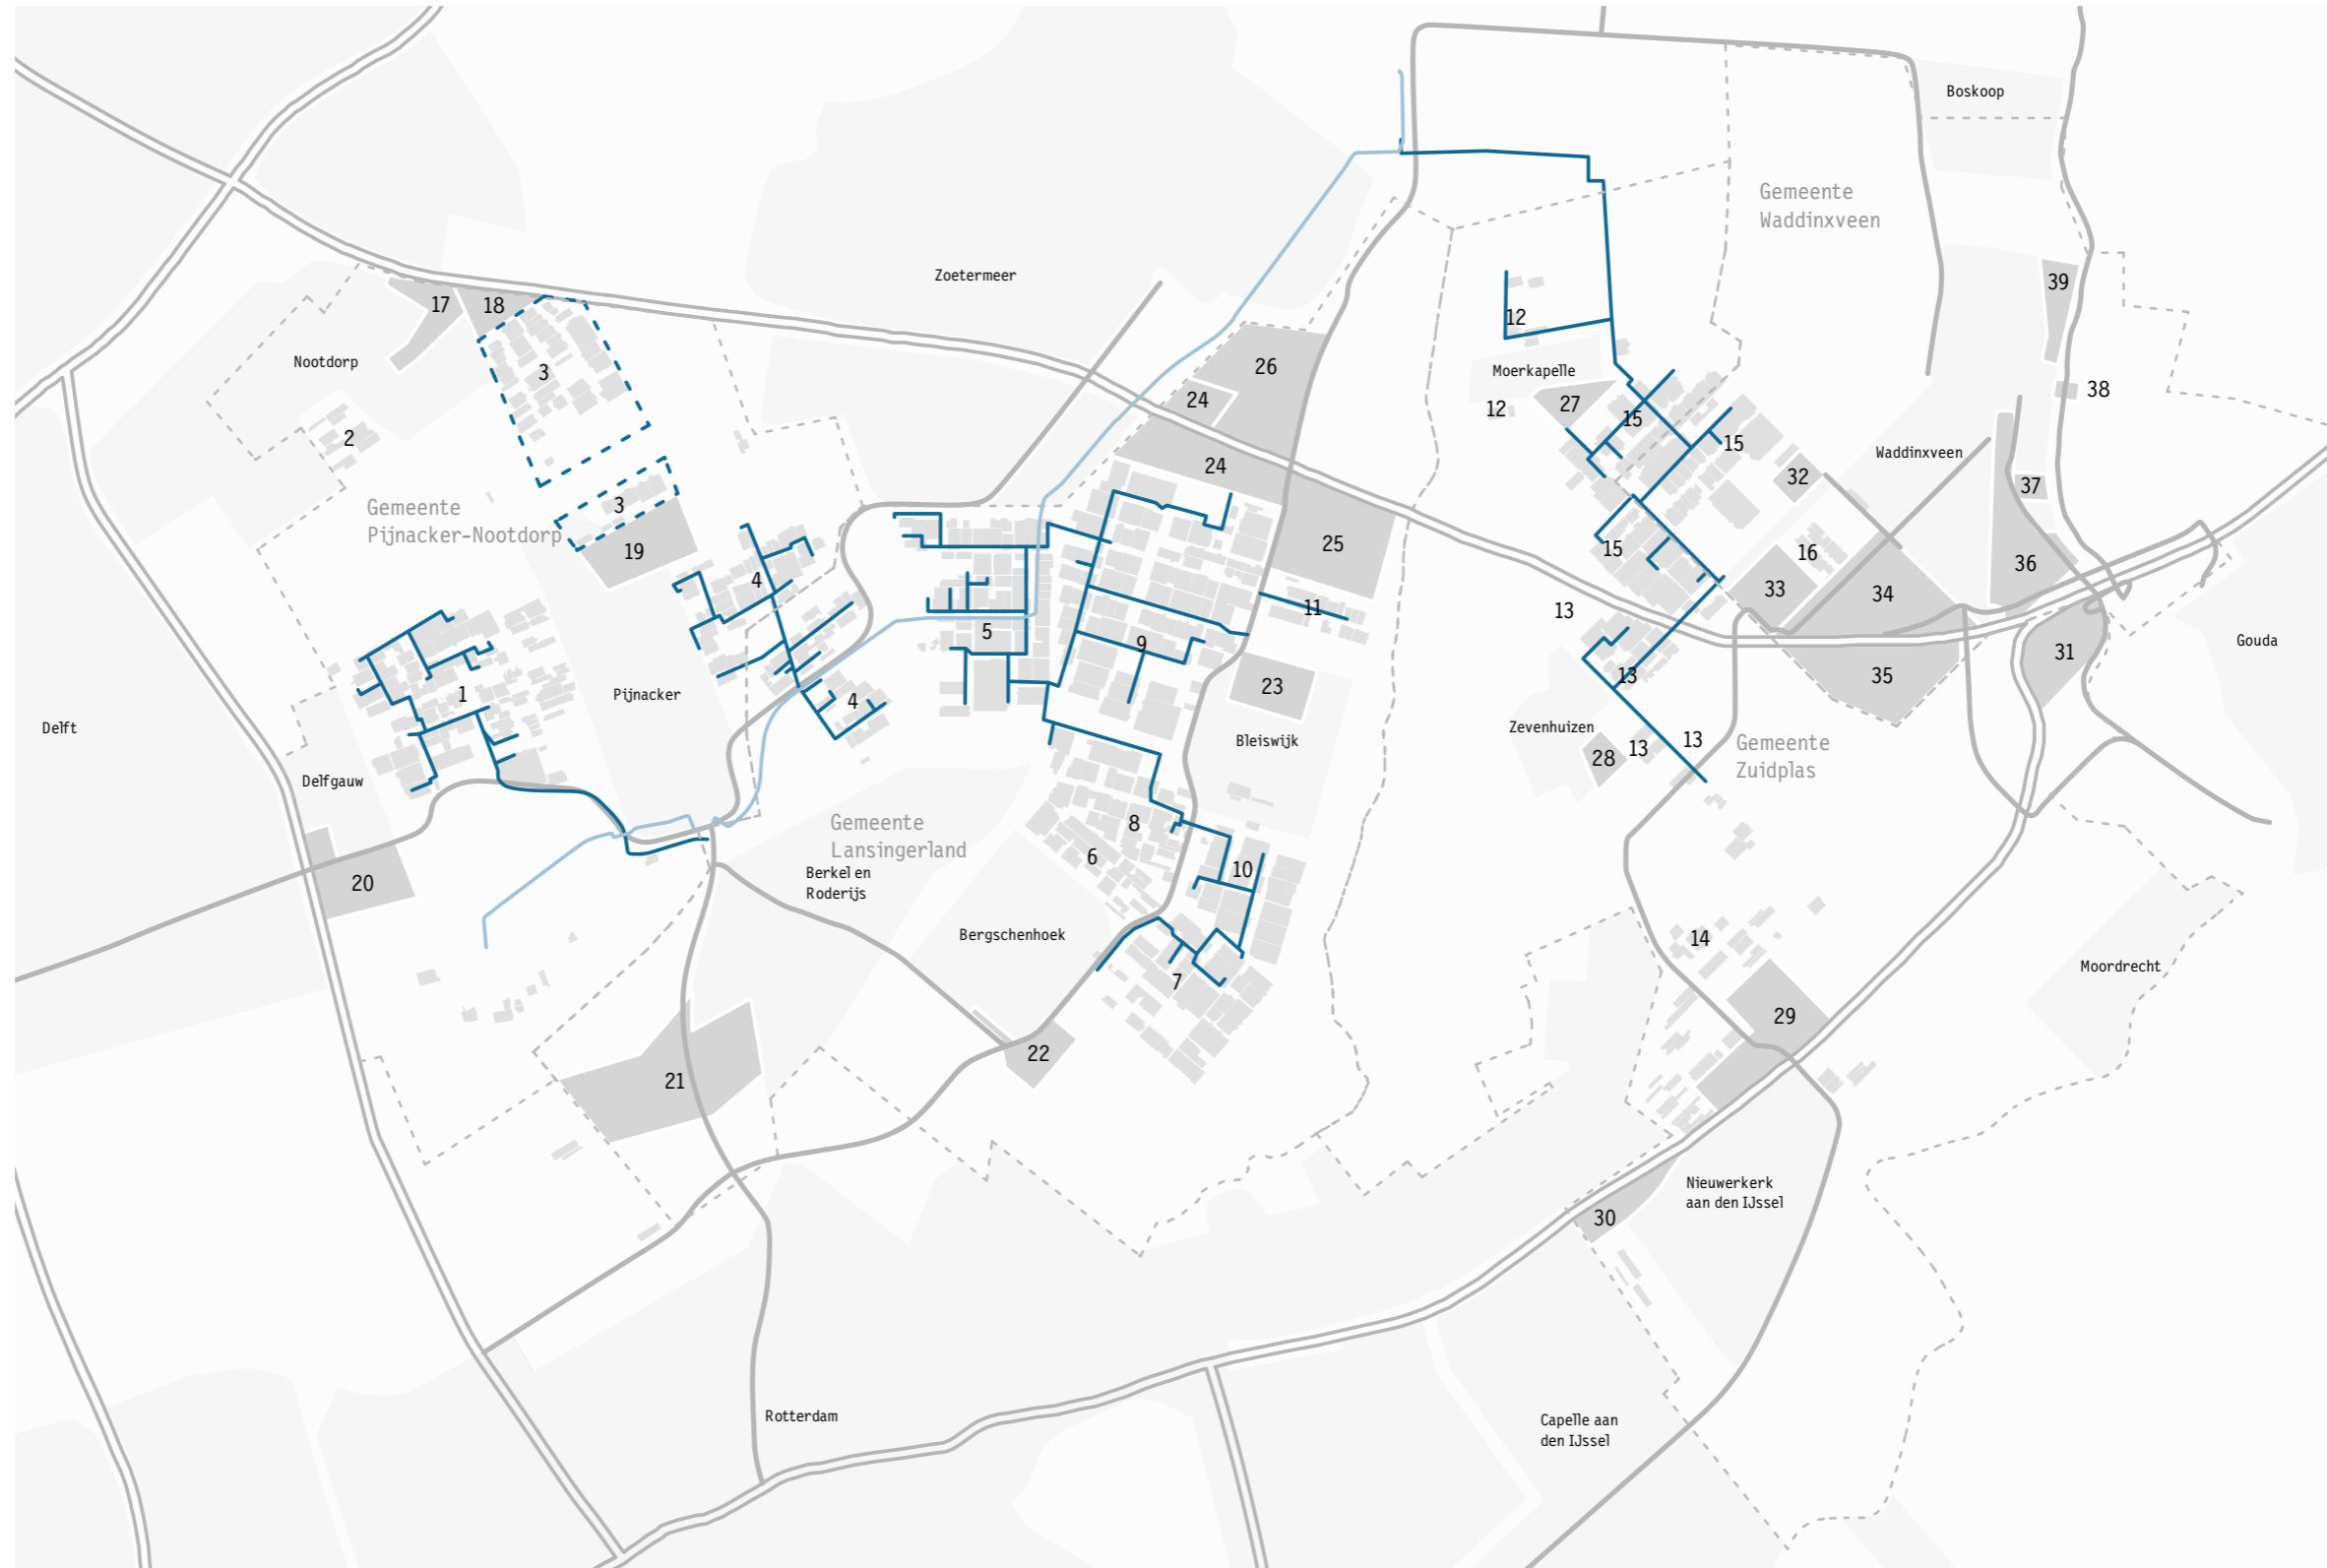 Boskoop
Gemeente
Waddinxveen
Zoetermeer
39
17
18
12
Nootdorp
26
3
Moerkapelle
38
24
27
12
15
2
15
Waddinxveen
24
32
37
3
Gemeente
Pijnacker-Nootdorp
25
19
15
16
36
4
33
34
11
13
5
9
Gouda
31
13
35
23
1
Pijnacker
4
Delft
Zevenhuizen
Bleiswijk
13
13
Gemeente
Zuidplas
28
Delfgauw
Gemeente
Lansingerland
8
6
Berkel en
Roderijs
10
20
Bergschenhoek
14
Moordrecht
7
29
22
21
Nieuwerkerk
aan den IJssel
30
Rotterdam
Capelle aan
den IJssel